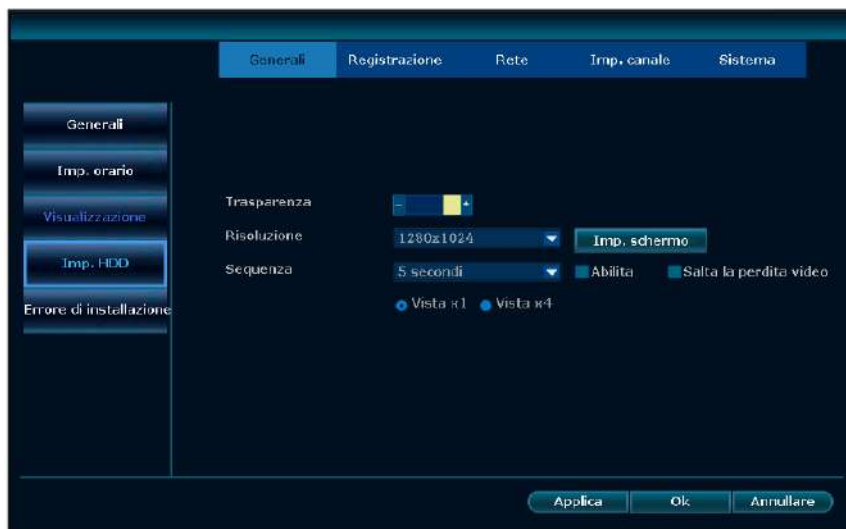 Generali Registrazione Rete Imp. canale Sistema
Generali
Imp. orario
Visualizzazione
Imp. HDD
Errore di installazione
Trasparenza - +
Risoluzione 1280x1024 Imp. schermo
Sequenza 5 secondi Abilita Salta la perdita video
Vista x1 Vista x4
Applica Ok Annullare